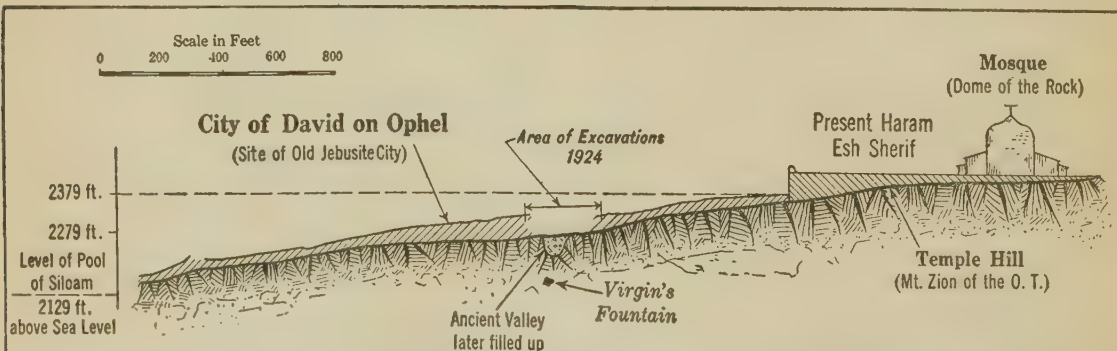 Scale in Feet
0 200 400 600 800
Mosque
(Dome of the Rock)
City of David on Ophel
(Site of Old Jebusite City)
Area of Excavations
1924
Present Haram
Esh Sherif
2379 ft.
2279 ft.
Level of Pool
of Siloam
2129 ft.
above Sea Level
Ancient Valley
later filled up
Virgin's
Fountain
Temple Hill
(Mt. Zion of the O. T.)